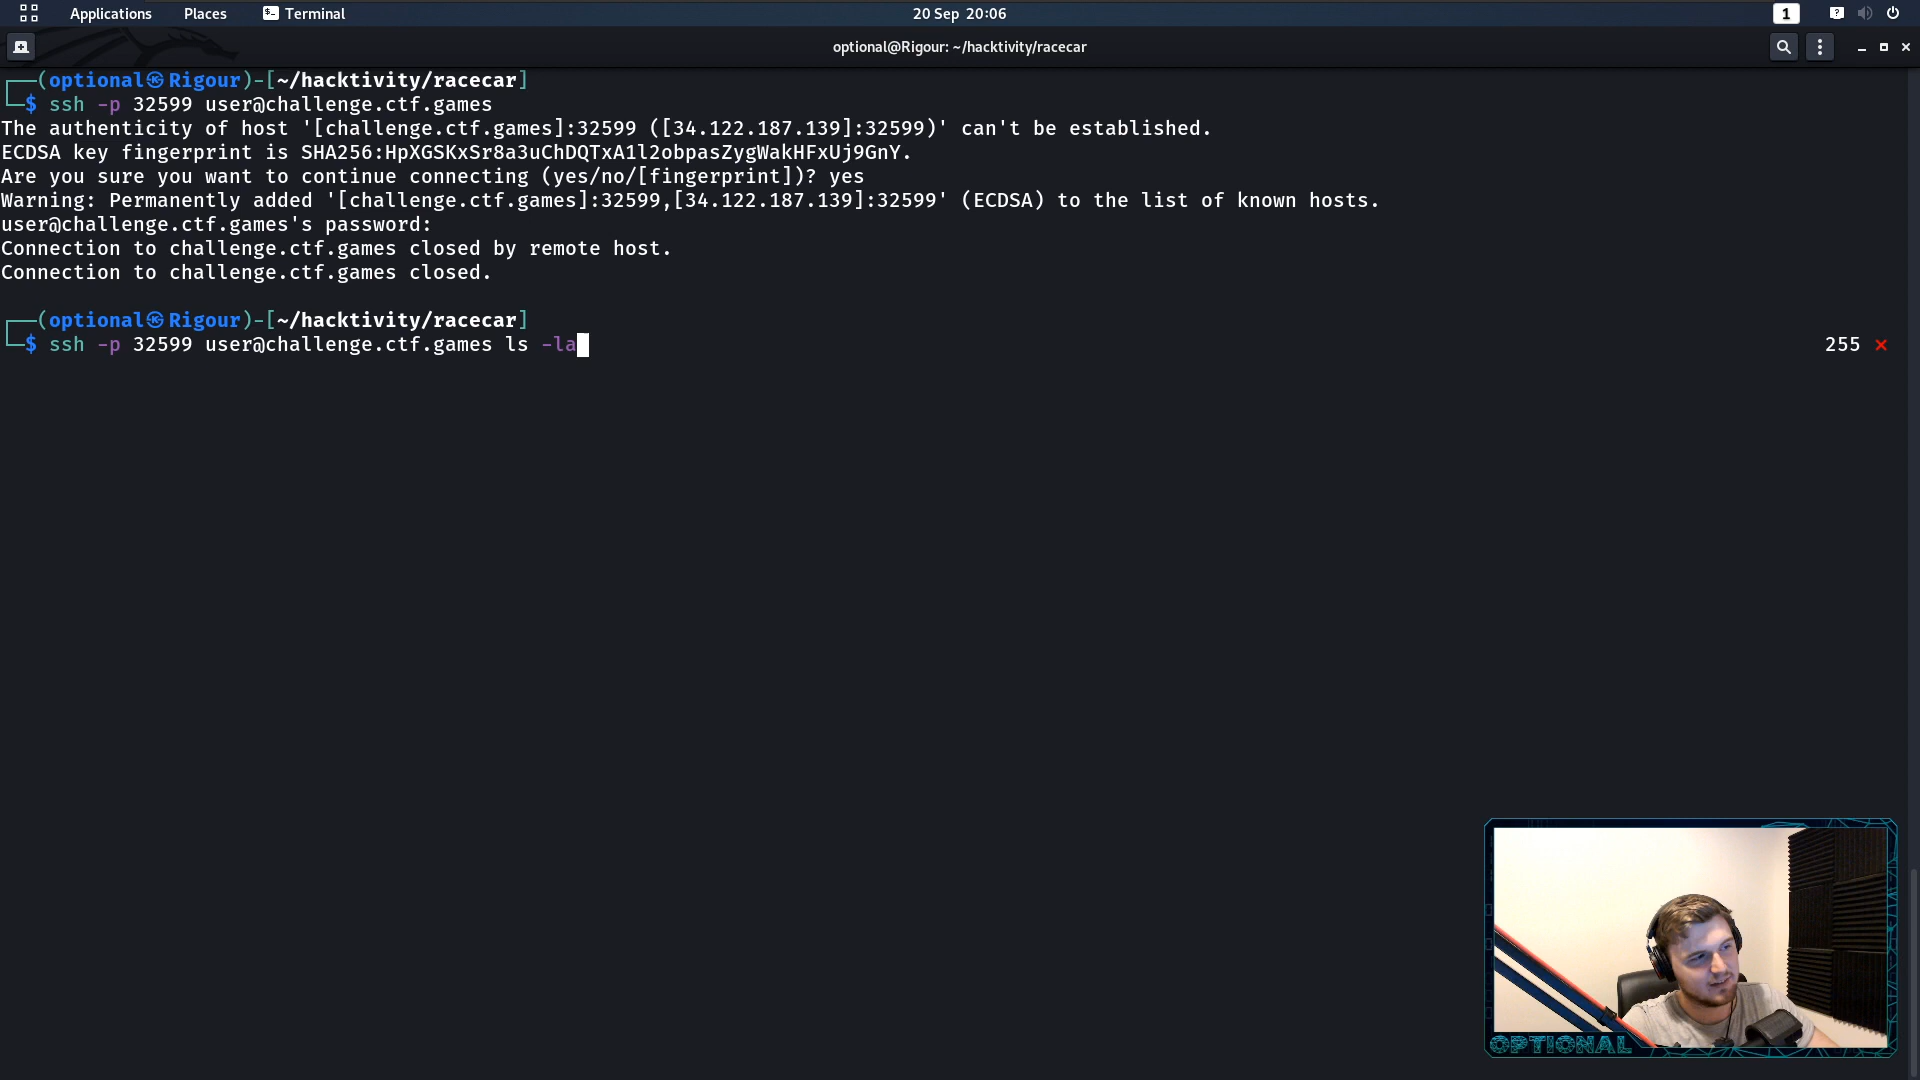 Applications Places Terminal 20 Sep 20:06 1
optional@Rigour: ~/hacktivity/racecar
┌──(optional㉿Rigour)-[~/hacktivity/racecar]
└─$ ssh -p 32599 user@challenge.ctf.games
The authenticity of host '[challenge.ctf.games]:32599 ([34.122.187.139]:32599)' can't be established.
ECDSA key fingerprint is SHA256:HpXGSKxSr8a3uChDQTxA1l2obpasZygWakHFxUj9GnY.
Are you sure you want to continue connecting (yes/no/[fingerprint])? yes
Warning: Permanently added '[challenge.ctf.games]:32599,[34.122.187.139]:32599' (ECDSA) to the list of known hosts.
user@challenge.ctf.games's password:
Connection to challenge.ctf.games closed by remote host.
Connection to challenge.ctf.games closed.
┌──(optional㉿Rigour)-[~/hacktivity/racecar]
└─$ ssh -p 32599 user@challenge.ctf.games ls -la 255 ✗
OPTIONAL